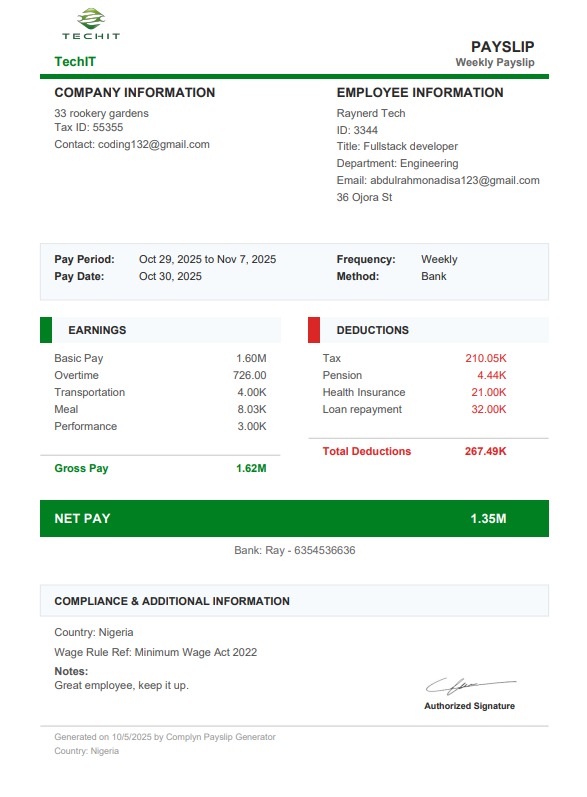 TECHIT
TechIT
PAYSLIP
Weekly Payslip
COMPANY INFORMATION
33 rookery gardens
Tax ID: 55355
Contact: coding132@gmail.com
EMPLOYEE INFORMATION
Raynerd Tech
ID: 3344
Title: Fullstack developer
Department: Engineering
Email: abdulrahmonadisa123@gmail.com
36 Ojora St
Pay Period: Oct 29, 2025 to Nov 7, 2025 Frequency: Weekly
Pay Date: Oct 30, 2025 Method: Bank
EARNINGS
Basic Pay 1.60M
Overtime 726.00
Transportation 4.00K
Meal 8.03K
Performance 3.00K
Gross Pay 1.62M
DEDUCTIONS
Tax 210.05K
Pension 4.44K
Health Insurance 21.00K
Loan repayment 32.00K
Total Deductions 267.49K
NET PAY 1.35M
Bank: Ray - 6354536636
COMPLIANCE & ADDITIONAL INFORMATION
Country: Nigeria
Wage Rule Ref: Minimum Wage Act 2022
Notes:
Great employee, keep it up.
Authorized Signature
Generated on 10/5/2025 by Complyn Payslip Generator
Country: Nigeria